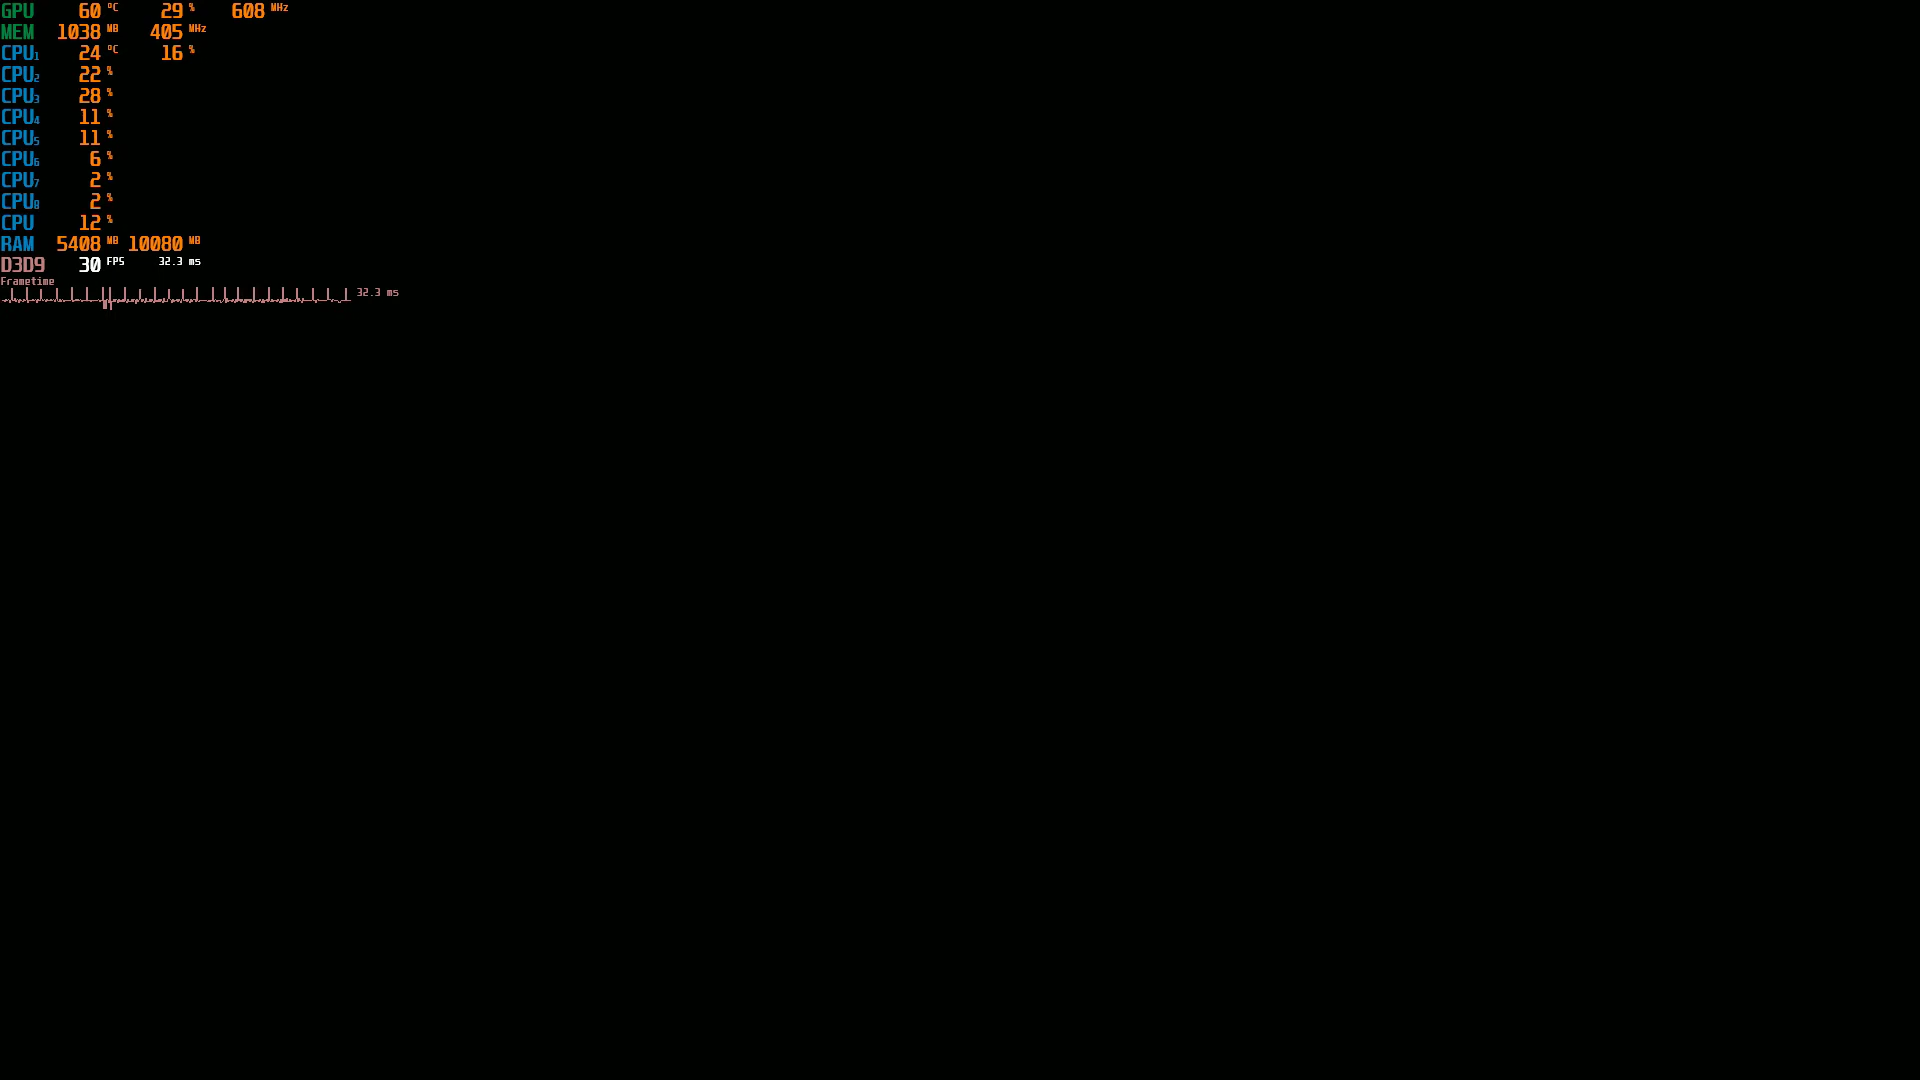 GPU 60 °C 29 % 608 MHz
MEM 1038 MB 405 MHz
CPU1 24 °C 16 %
CPU2 22 %
CPU3 28 %
CPU4 11 %
CPU5 11 %
CPU6 6 %
CPU7 2 %
CPU8 2 %
CPU 12 %
RAM 5408 MB 10080 MB
D3D9 30 FPS 32.3 ms
Frametime
32.3 ms